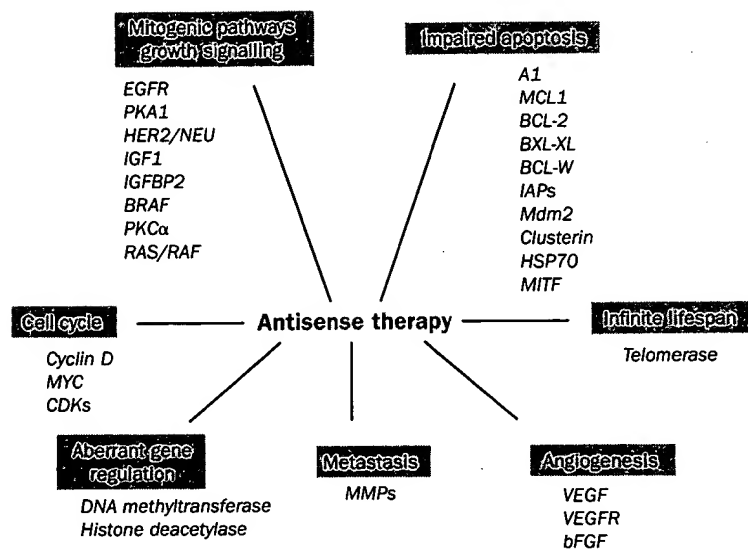 Mitogenic pathways
growth signalling
EGFR
PKA1
HER2/NEU
IGF1
IGFBP2
BRAF
PKCα
RAS/RAF
Impaired apoptosis
A1
MCL1
BCL-2
BXL-XL
BCL-W
IAPs
Mdm2
Clusterin
HSP70
MITF
Cell cycle
Cyclin D
MYC
CDKs
Antisense therapy
Infinite lifespan
Telomerase
Aberrant gene
regulation
DNA methyltransferase
Histone deacetylase
Metastasis
MMPs
Angiogenesis
VEGF
VEGFR
bFGF